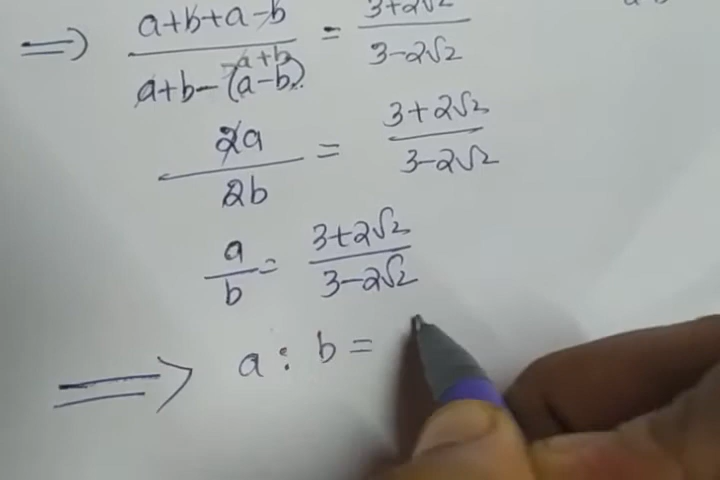 ⇒ (a+b+a-b)/(a+b-(a-b)) = (3+2√2)/(3-2√2)
-a+b
2a/2b = (3+2√2)/(3-2√2)
a/b = (3+2√2)/(3-2√2)
⇒ a : b =